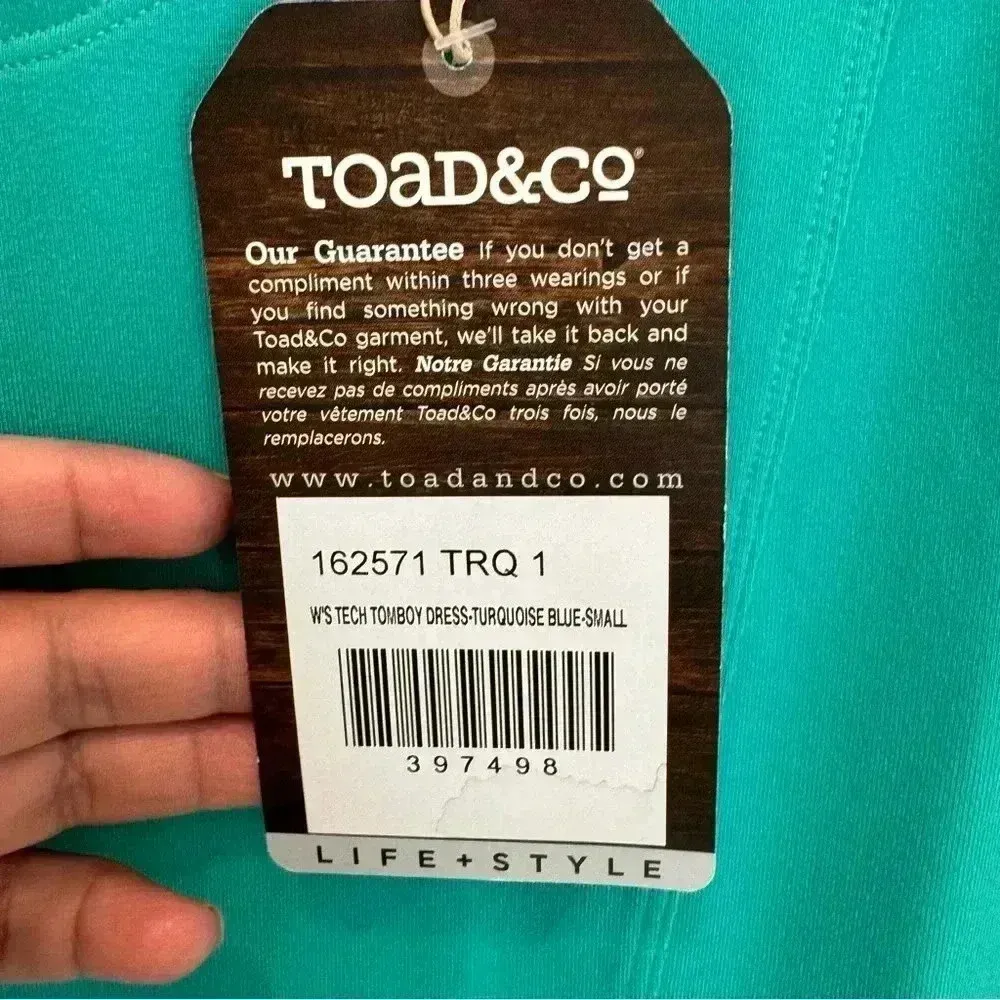 TOAD&CO®
Our Guarantee If you don't get a
compliment within three wearings or if
you find something wrong with your
Toad&Co garment, we'll take it back and
make it right. Notre Garantie Si vous ne
recevez pas de compliments après avoir porté
votre vêtement Toad&Co trois fois, nous le
remplacerons.
www.toadandco.com
162571 TRQ 1
W'S TECH TOMBOY DRESS-TURQUOISE BLUE-SMALL
397498
LIFE+STYLE